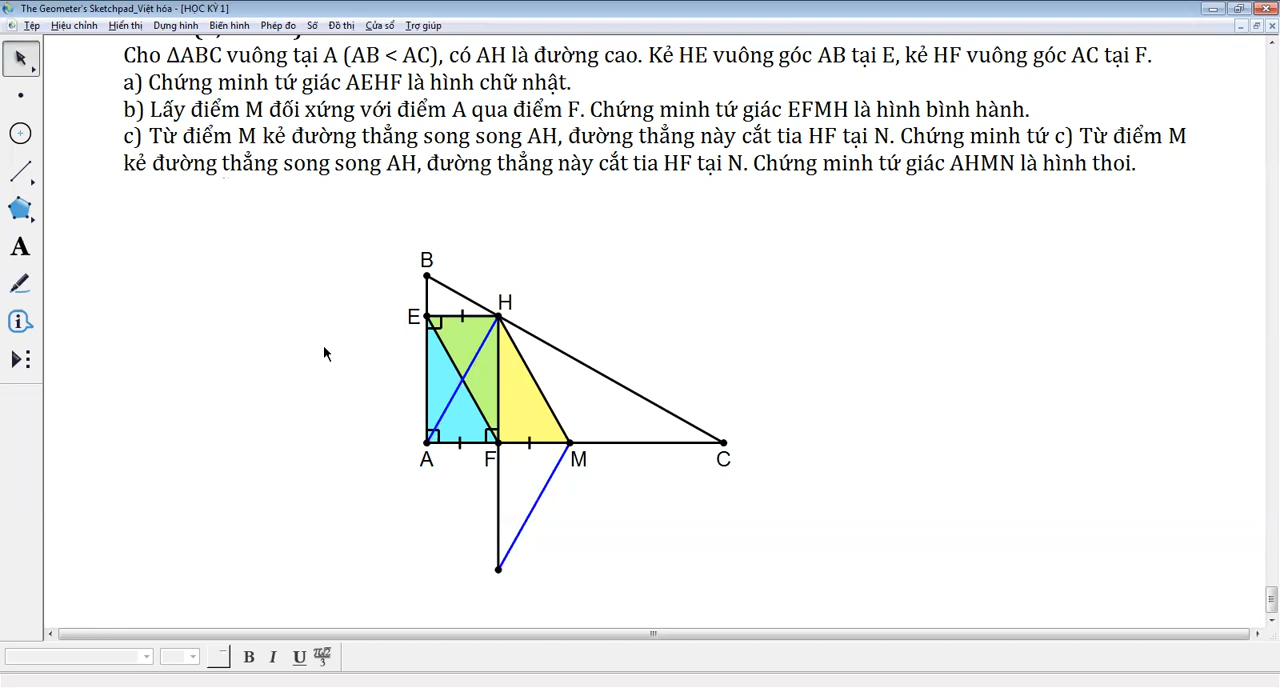 The Geometer's Sketchpad_Việt hóa - [HỌC KỲ 1]
Tệp Hiệu chỉnh Hiển thị Dựng hình Biến hình Phép đo Số Đồ thị Cửa sổ Trợ giúp
Cho ΔABC vuông tại A (AB < AC), có AH là đường cao. Kẻ HE vuông góc AB tại E, kẻ HF vuông góc AC tại F.
a) Chứng minh tứ giác AEHF là hình chữ nhật.
b) Lấy điểm M đối xứng với điểm A qua điểm F. Chứng minh tứ giác EFMH là hình bình hành.
c) Từ điểm M kẻ đường thẳng song song AH, đường thẳng này cắt tia HF tại N. Chứng minh tứ c) Từ điểm M
kẻ đường thẳng song song AH, đường thẳng này cắt tia HF tại N. Chứng minh tứ giác AHMN là hình thoi.
B
H
E
A F M C
A
B I U